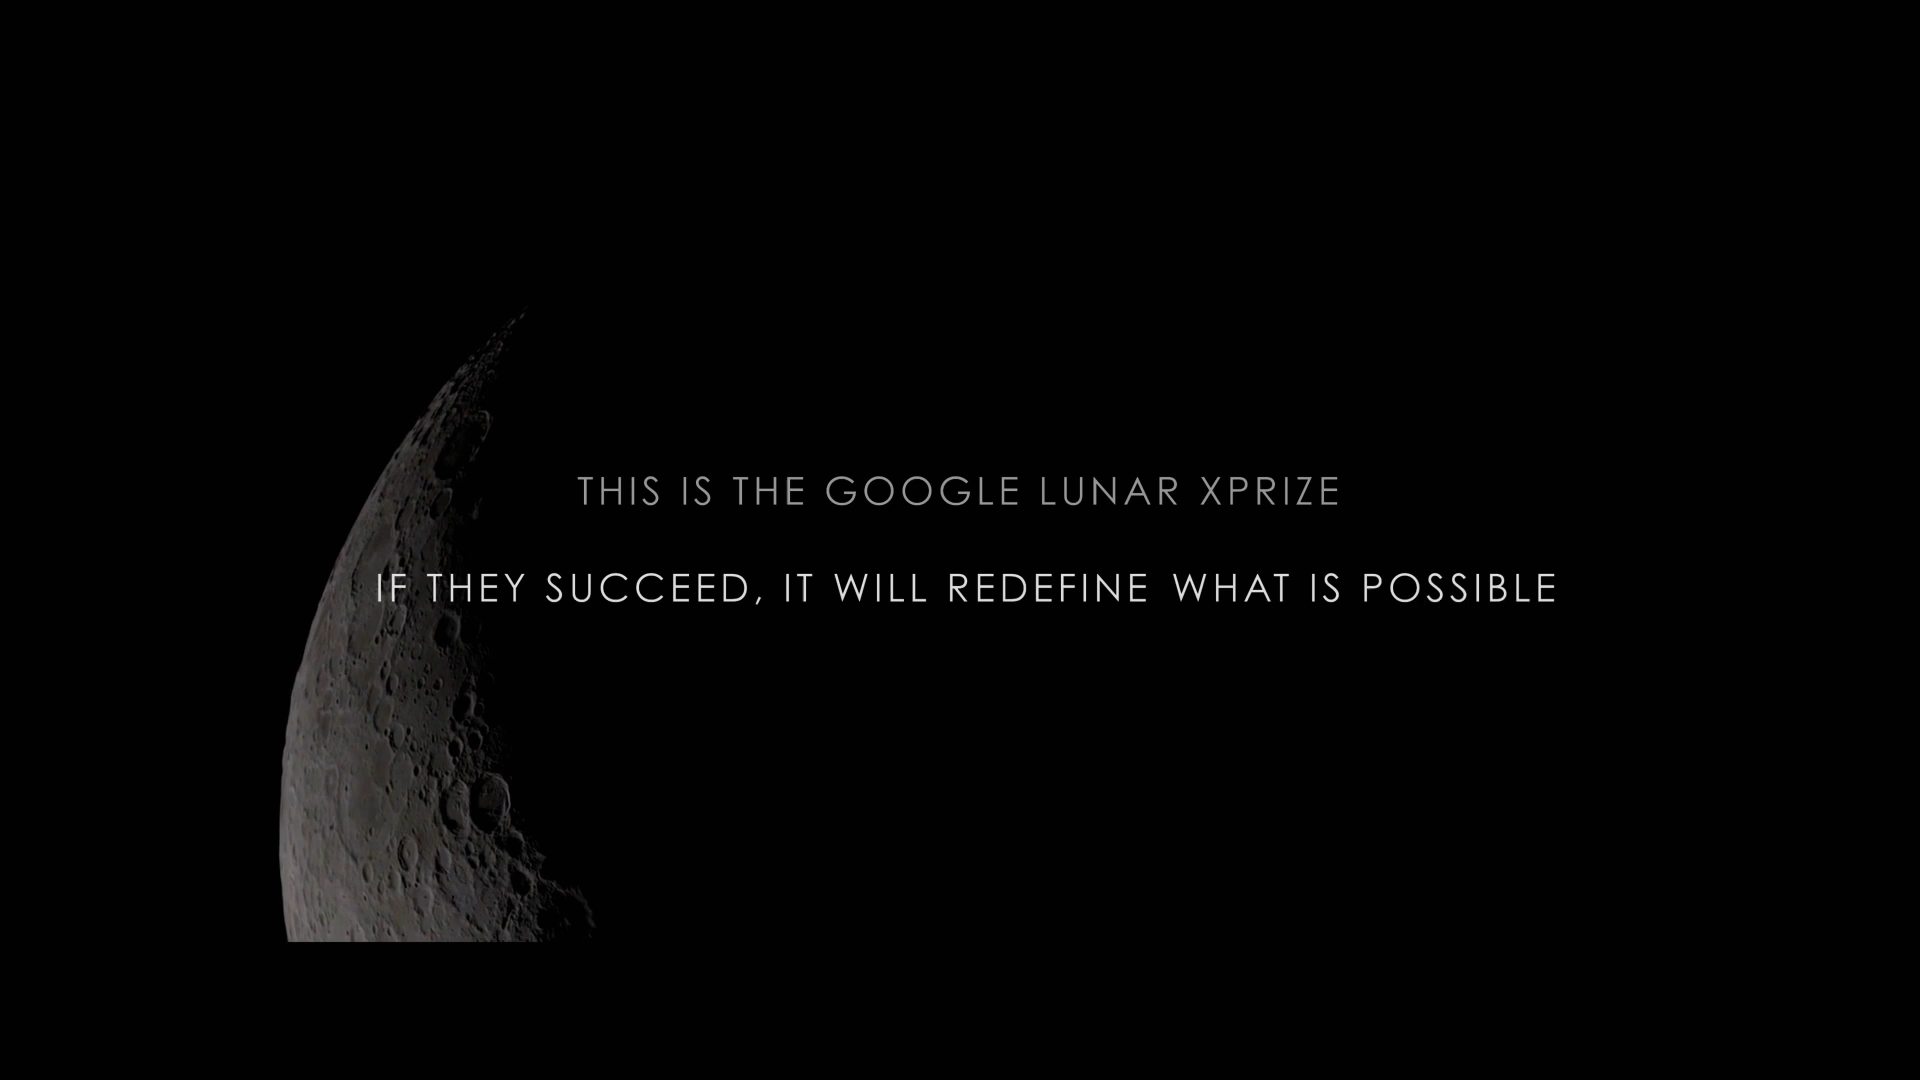 THIS IS THE GOOGLE LUNAR XPRIZE
IF THEY SUCCEED, IT WILL REDEFINE WHAT IS POSSIBLE